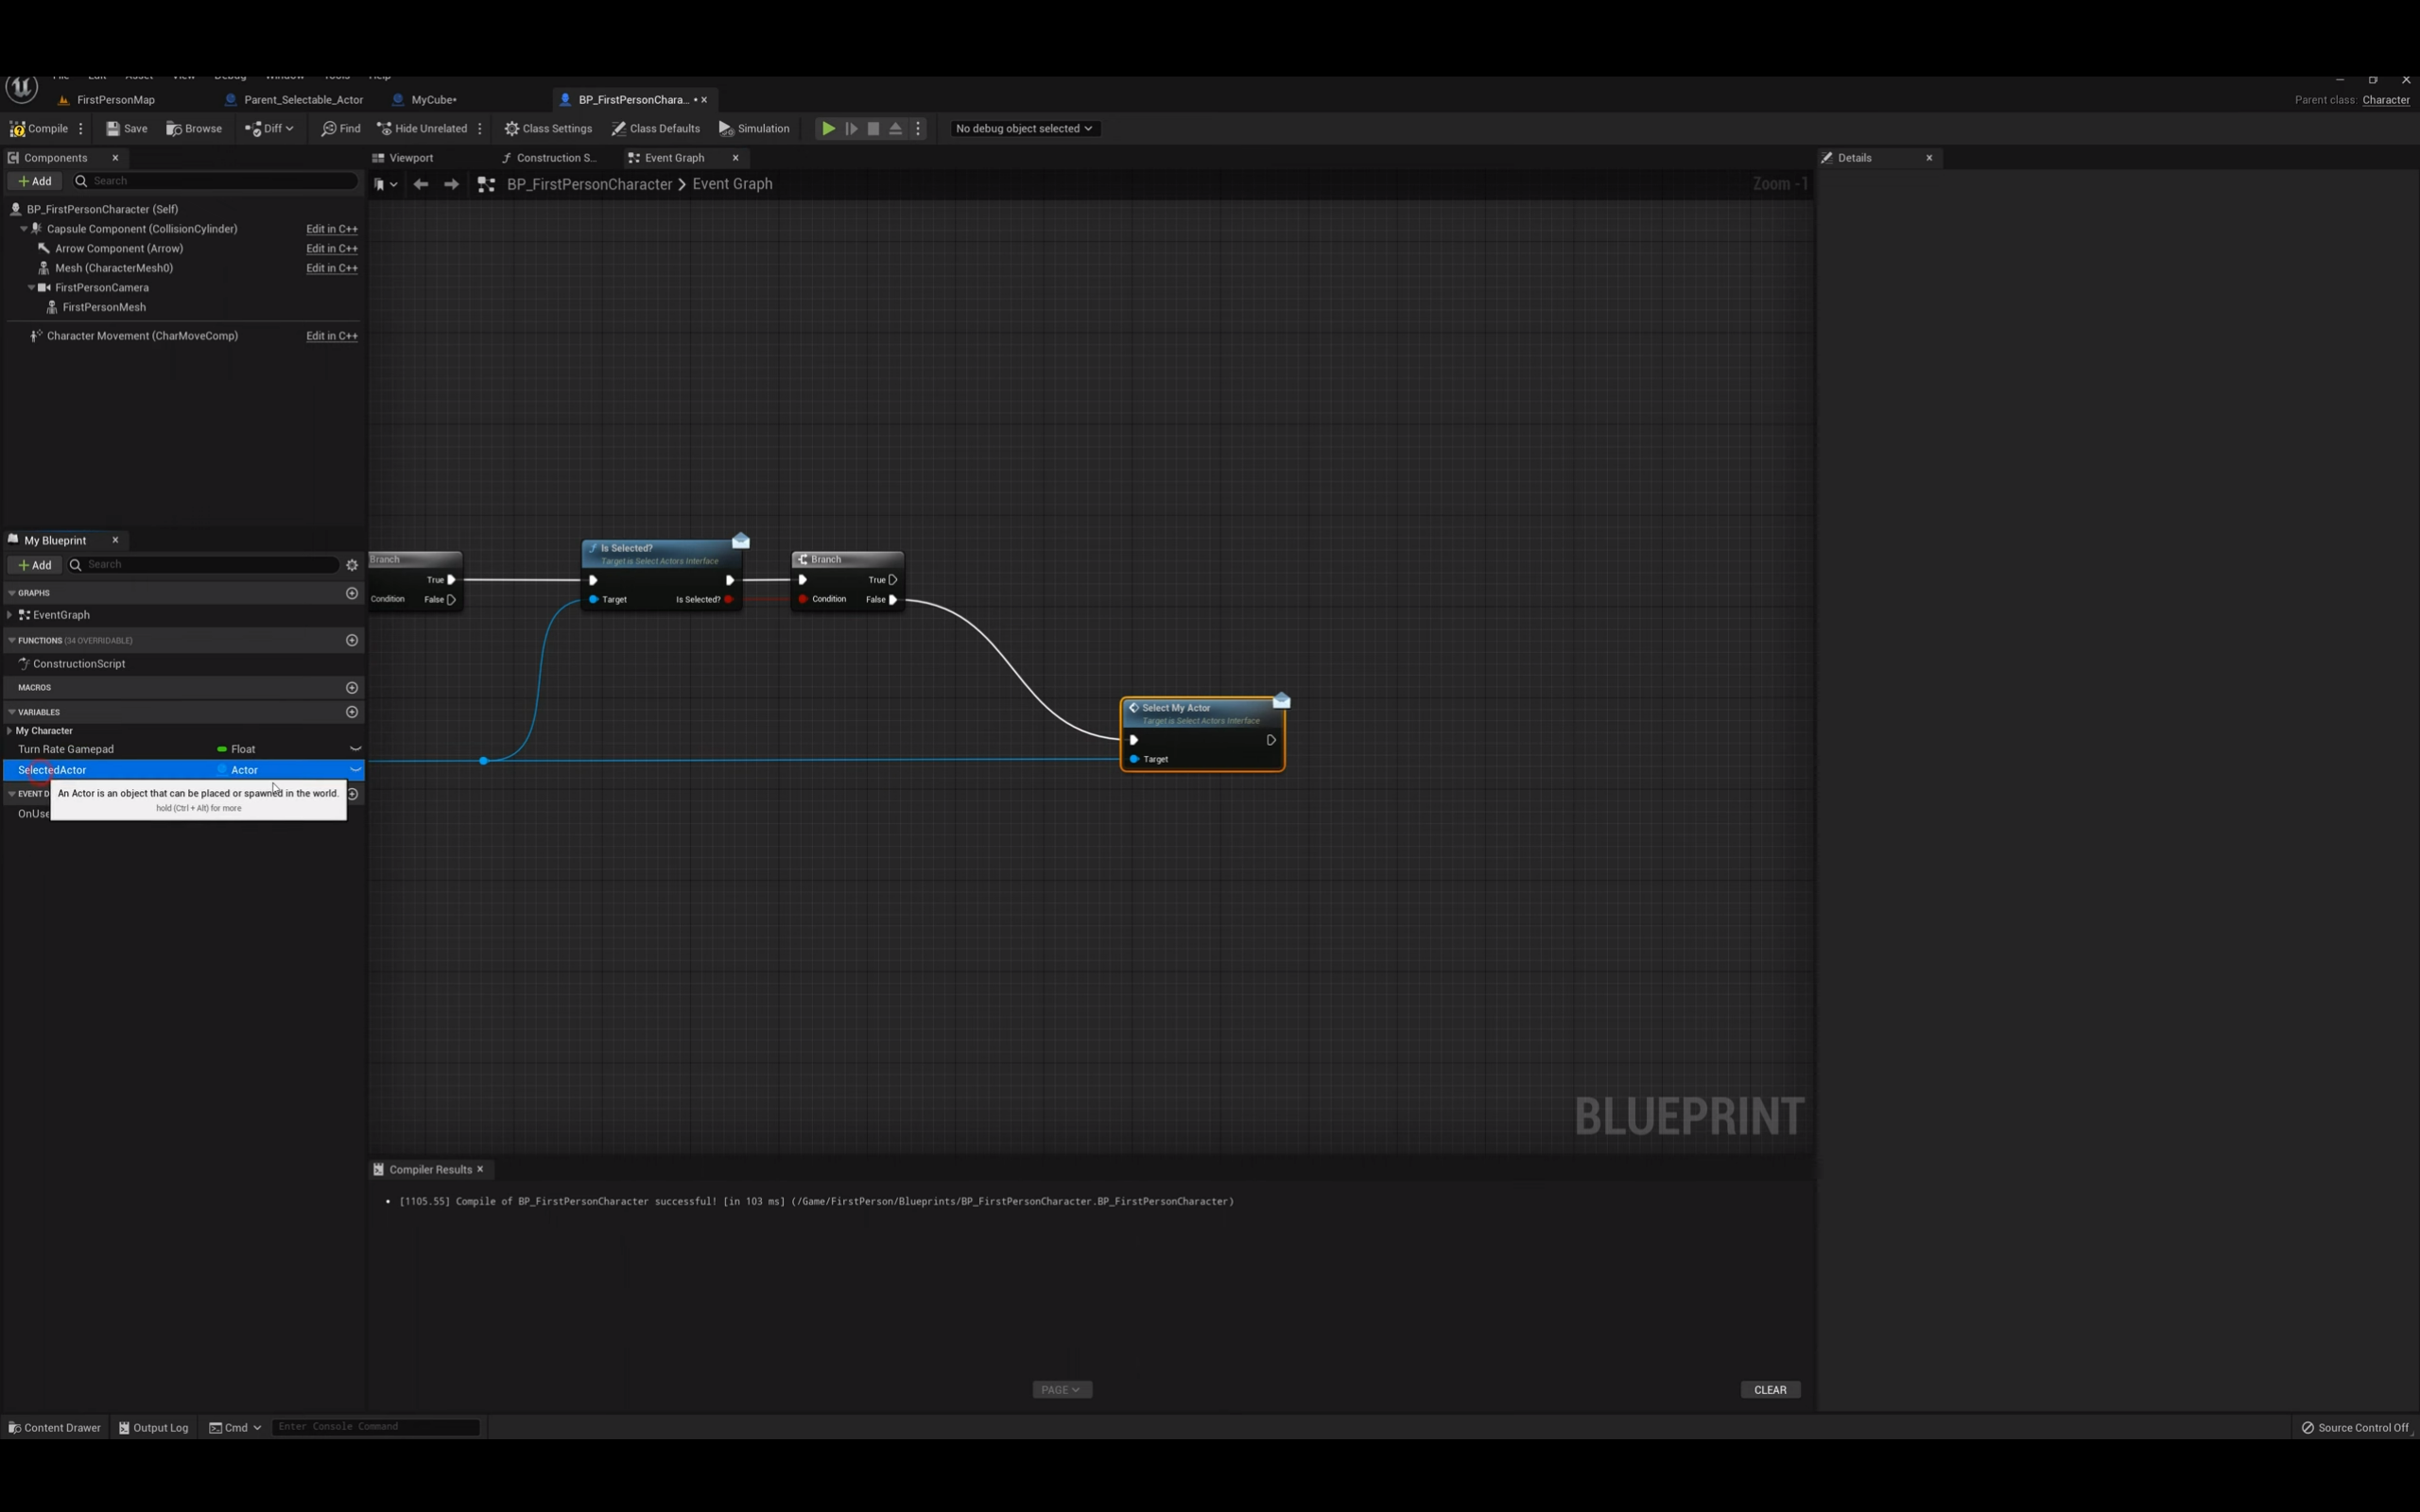 File Edit Asset View Debug Window Tools Help
FirstPersonMap Parent_Selectable_Actor MyCube• BP_FirstPersonChara... •
Parent class: Character
Compile Save Browse Diff Find Hide Unrelated Class Settings Class Defaults Simulation No debug object selected
Components
Viewport Construction S... Event Graph
Details
Add Search
BP_FirstPersonCharacter Event Graph Zoom -1
BP_FirstPersonCharacter (Self)
Capsule Component (CollisionCylinder) Edit in C++
Arrow Component (Arrow) Edit in C++
Mesh (CharacterMesh0) Edit in C++
FirstPersonCamera
FirstPersonMesh
Character Movement (CharMoveComp) Edit in C++
My Blueprint
Add Search
GRAPHS
EventGraph
FUNCTIONS (34 OVERRIDABLE)
ConstructionScript
MACROS
VARIABLES
My Character
Turn Rate Gamepad Float
SelectedActor Actor
EVENT D
An Actor is an object that can be placed or spawned in the world.
hold (Ctrl + Alt) for more
OnUse
Branch
True
Condition False
Is Selected?
Target is Select Actors Interface
Target Is Selected?
Branch
True
Condition False
Select My Actor
Target is Select Actors Interface
Target
BLUEPRINT
Compiler Results
• [1105.55] Compile of BP_FirstPersonCharacter successful! [in 103 ms] (/Game/FirstPerson/Blueprints/BP_FirstPersonCharacter.BP_FirstPersonCharacter)
PAGE
CLEAR
Content Drawer Output Log Cmd Enter Console Command
Source Control Off